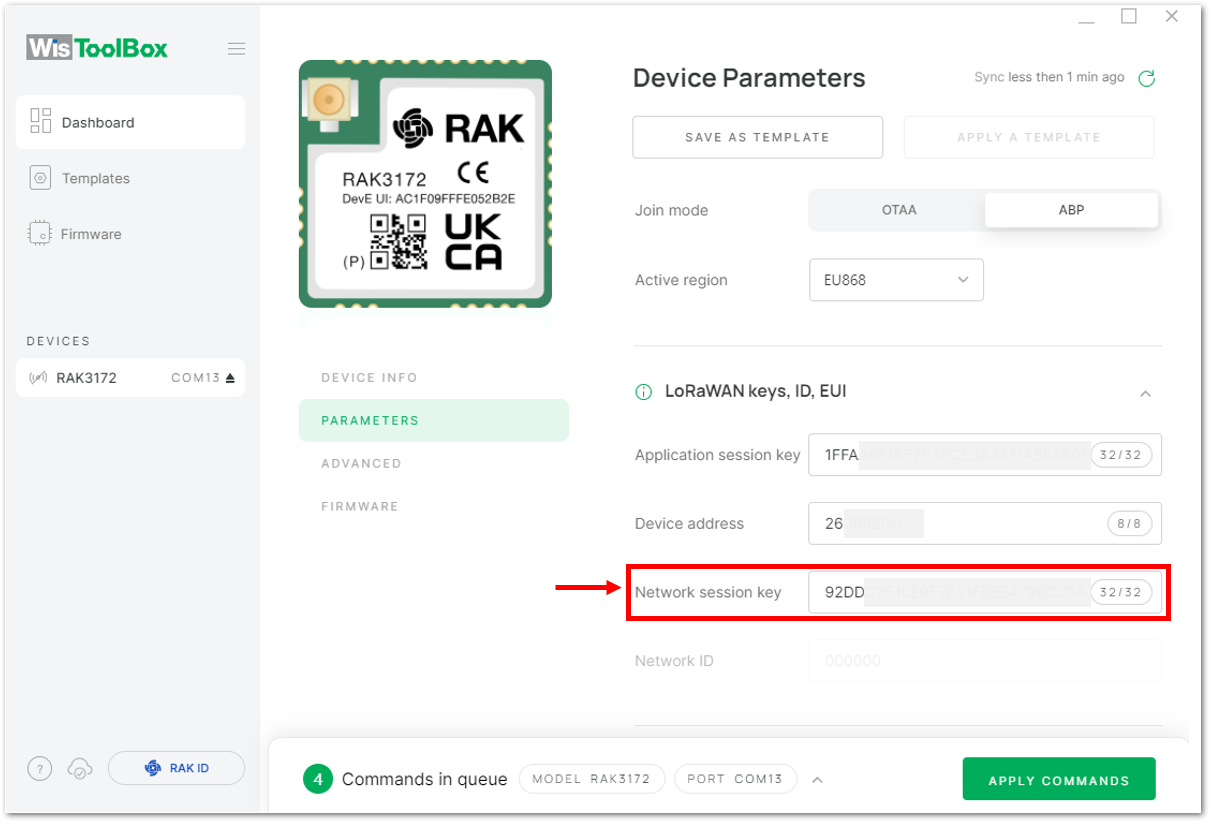 WisToolBox
Dashboard
Templates
Firmware
DEVICES
RAK3172 COM13
? RAK ID
RAK
RAK3172
DevE UI: AC1F09FFFE052B2E
(P)
CE
UK
CA
DEVICE INFO
PARAMETERS
ADVANCED
FIRMWARE
Device Parameters
Sync less then 1 min ago
SAVE AS TEMPLATE APPLY A TEMPLATE
Join mode OTAA ABP
Active region EU868
LoRaWAN keys, ID, EUI
Application session key 1FFA 32/32
Device address 26 8/8
Network session key 92DD 32/32
Network ID 000000
4 Commands in queue MODEL RAK3172 PORT COM13 APPLY COMMANDS